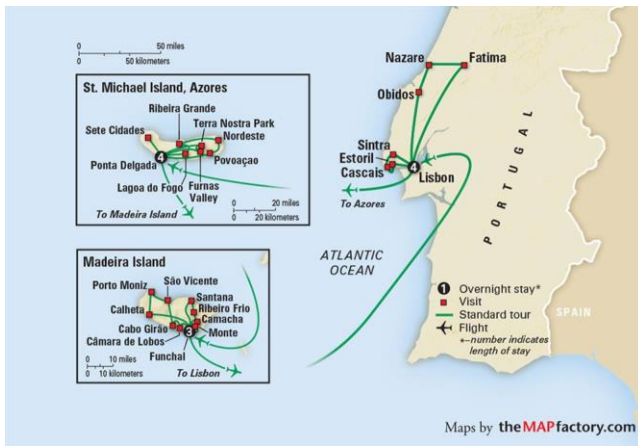 0 50 miles
0 50 kilometers
St. Michael Island, Azores
Ribeira Grande
Terra Nostra Park
Sete Cidades
Nordeste
4
Ponta Delgada
Povoaçao
Lagoa do Fogo
Furnas
Valley
To Madeira Island
0 20 miles
0 20 kilometers
Madeira Island
Porto Moniz
São Vicente
Santana
Ribeiro Frio
Calheta
Camacha
Cabo Girão
Monte
Câmara de Lobos
3
Funchal
0 10 miles
0 10 kilometers
To Lisbon
Nazare
Fatima
Obidos
Sintra
Estoril
Cascais
4
Lisbon
To Azores
PORTUGAL
ATLANTIC
OCEAN
SPAIN
1 Overnight stay*
Visit
Standard tour
Flight
*–number indicates
length of stay
Maps by theMAPfactory.com